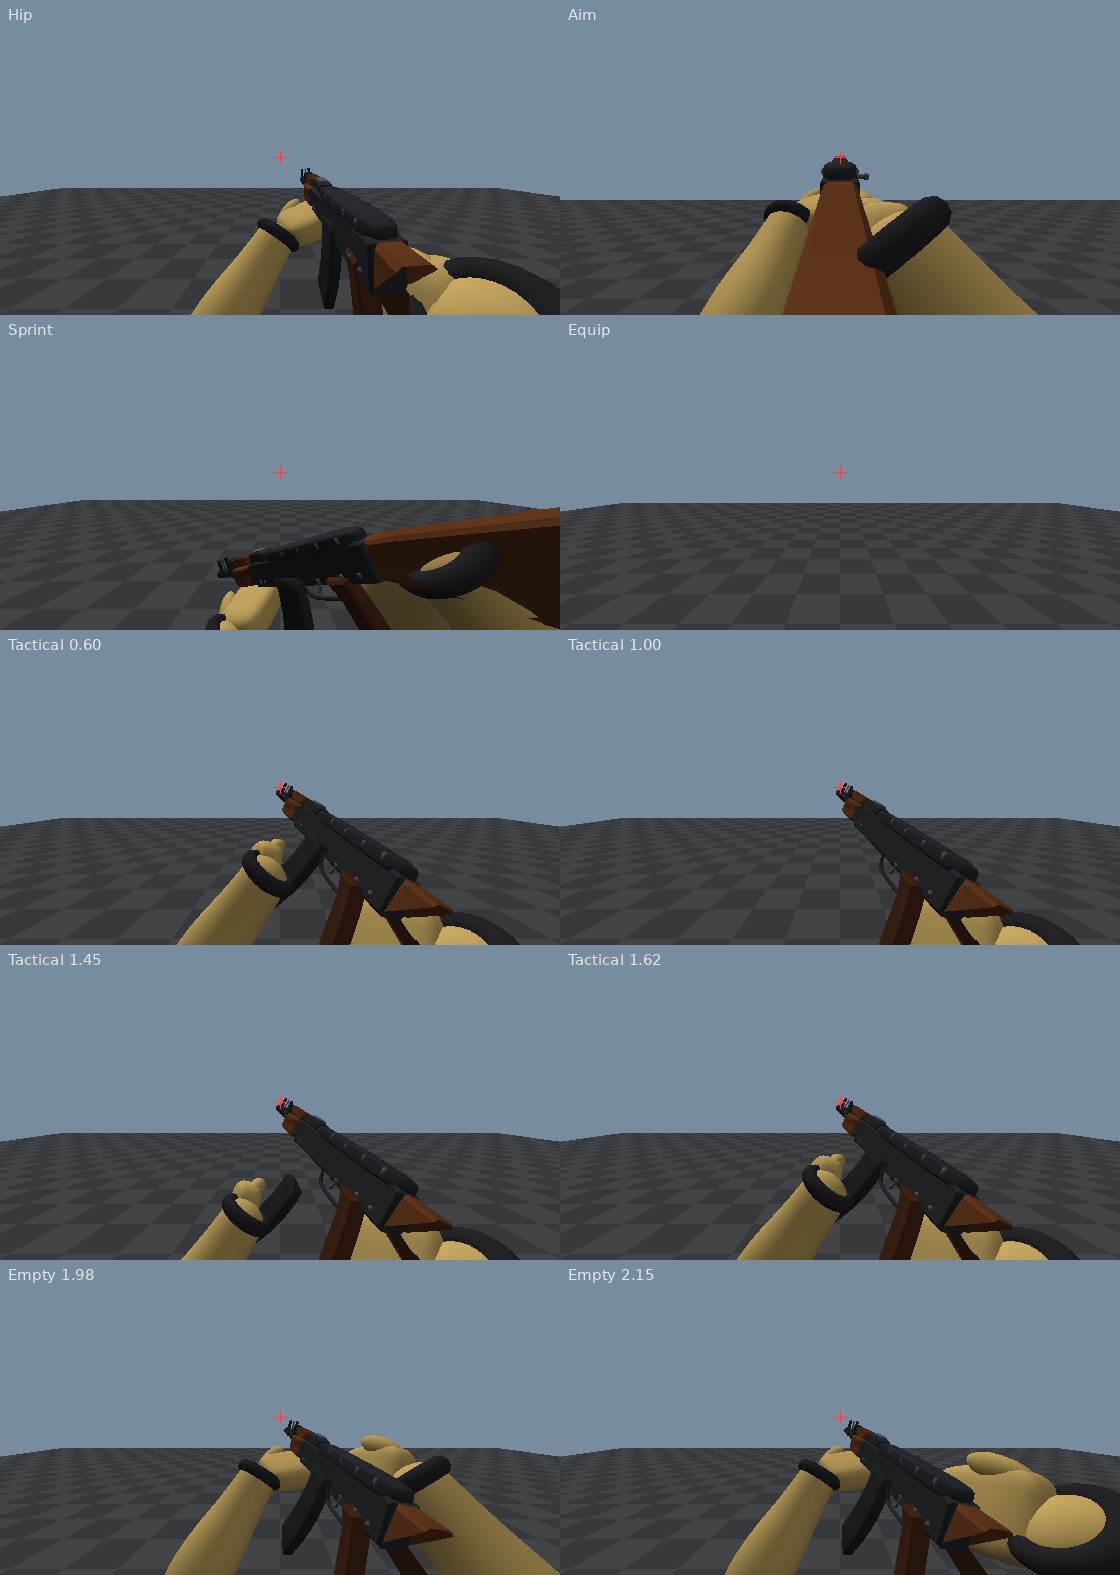 Hip
Aim
Sprint
Equip
Tactical 0.60
Tactical 1.00
Tactical 1.45
Tactical 1.62
Empty 1.98
Empty 2.15